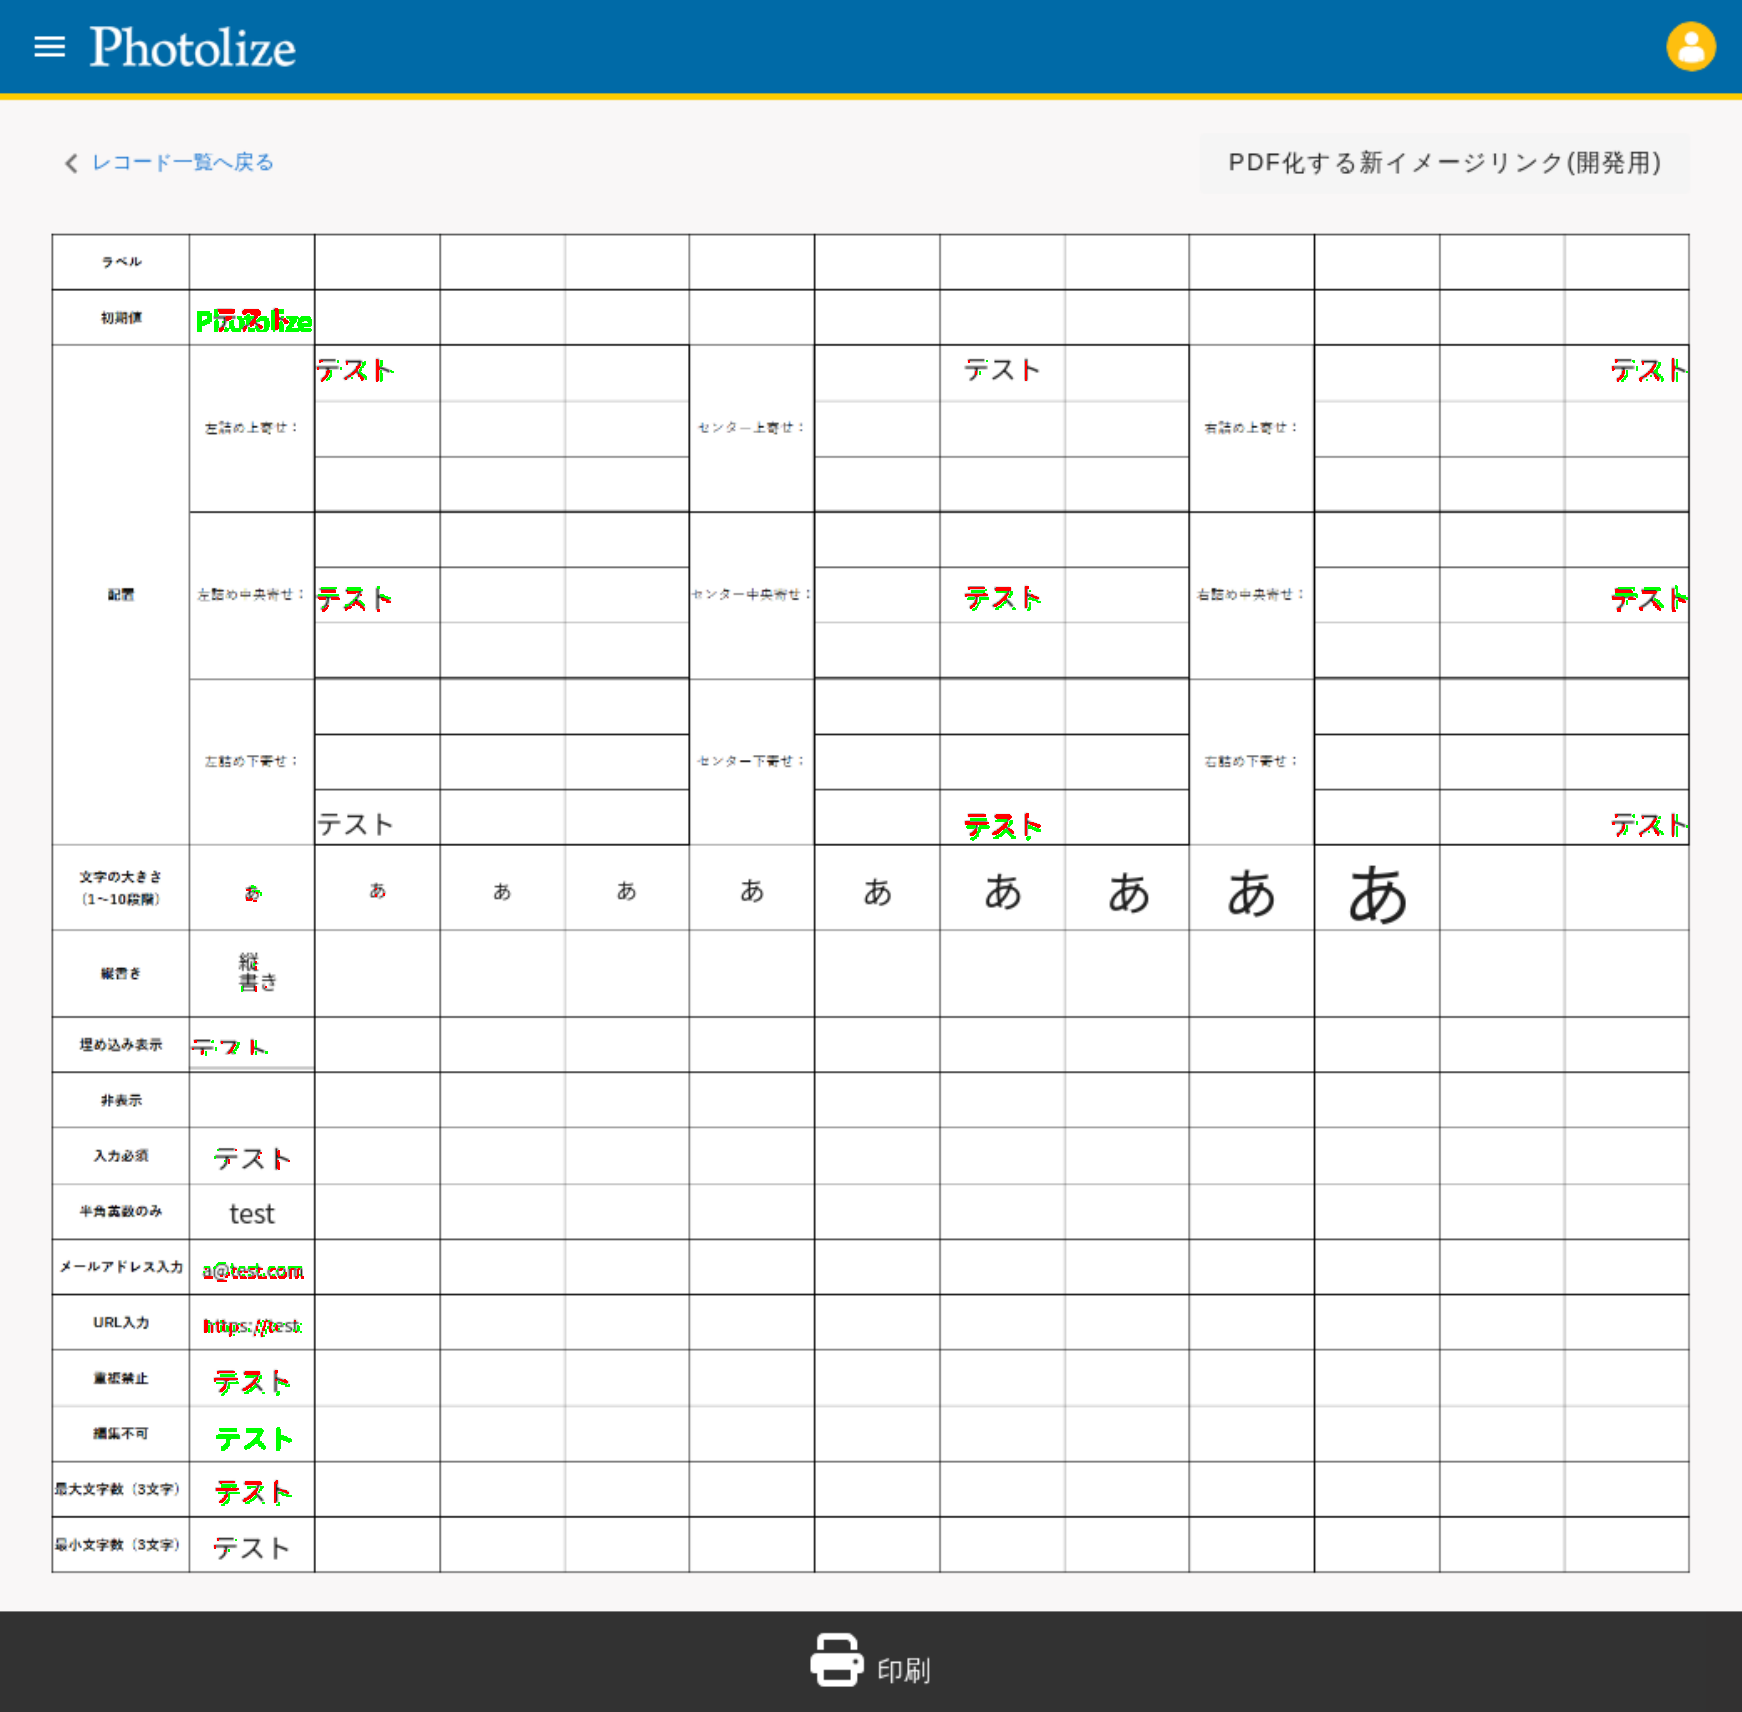 Photolize
レコード一覧へ戻る
PDF化する新イメージリンク(開発用)
ラベル
初期値
テスト テスト テスト
左詰め上寄せ： センター上寄せ： 右詰め上寄せ：
配置 左詰め中央寄せ： テスト センター中央寄せ： テスト 右詰め中央寄せ： テスト
左詰め下寄せ： センター下寄せ： 右詰め下寄せ：
テスト テスト テスト
文字の大きさ
（1〜10段階） あ あ あ あ あ あ あ あ あ あ
縦書き 縦
書き
埋め込み表示 テスト
非表示
入力必須 テスト
半角英数のみ test
メールアドレス入力 a@test.com
URL入力 https://test
重複禁止 テスト
編集不可 テスト
最大文字数（3文字） テスト
最小文字数（3文字） テスト
印刷